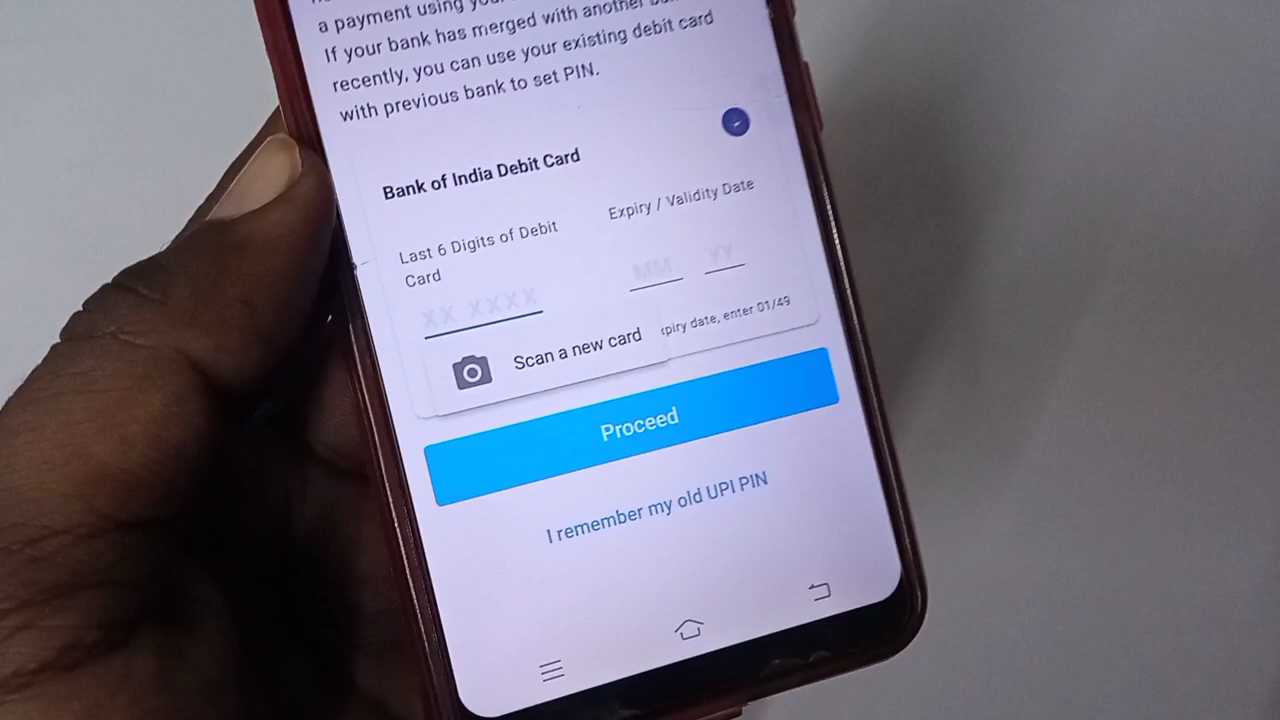 a payment using
If your bank has merged with another
recently, you can use your existing debit card
with previous bank to set PIN.
Bank of India Debit Card
Last 6 Digits of Debit
Card
Expiry / Validity Date
XX XXXX
MM YY
date, enter 01/49
Scan a new card
Proceed
I remember my old UPI PIN